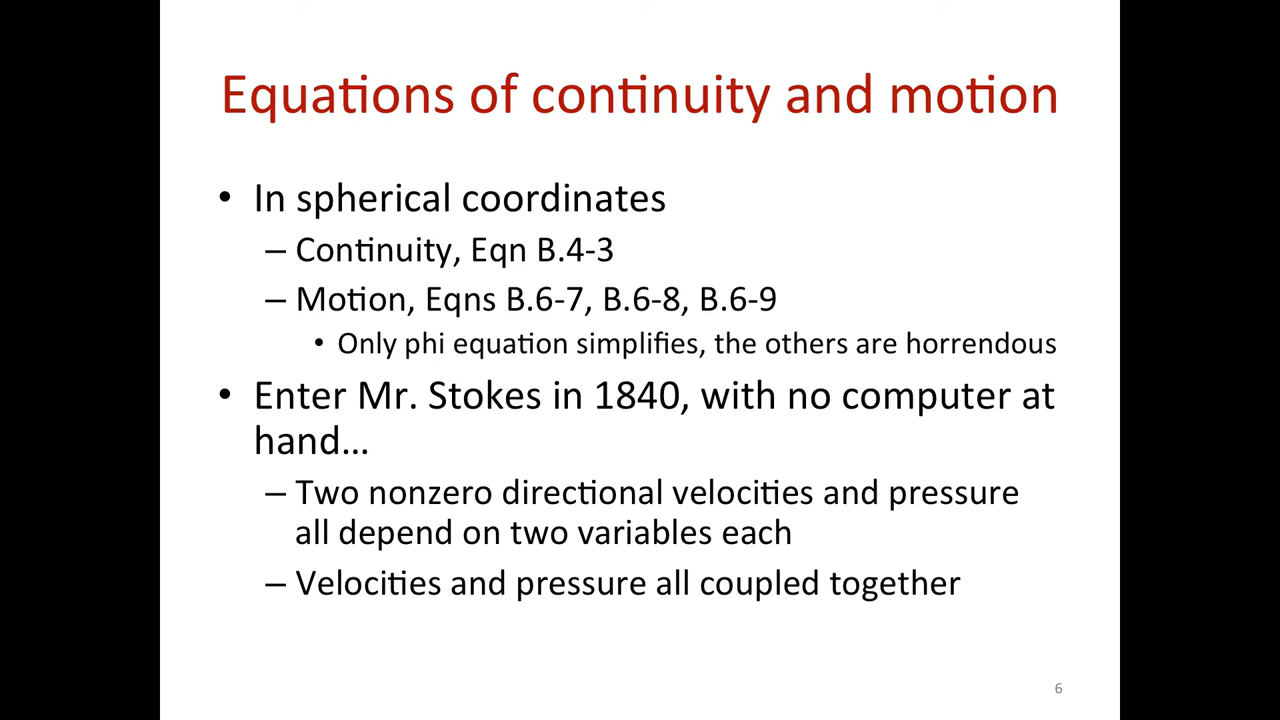 Equations of continuity and motion
• In spherical coordinates
– Continuity, Eqn B.4-3
– Motion, Eqns B.6-7, B.6-8, B.6-9
• Only phi equation simplifies, the others are horrendous
• Enter Mr. Stokes in 1840, with no computer at
hand…
– Two nonzero directional velocities and pressure
all depend on two variables each
– Velocities and pressure all coupled together
6